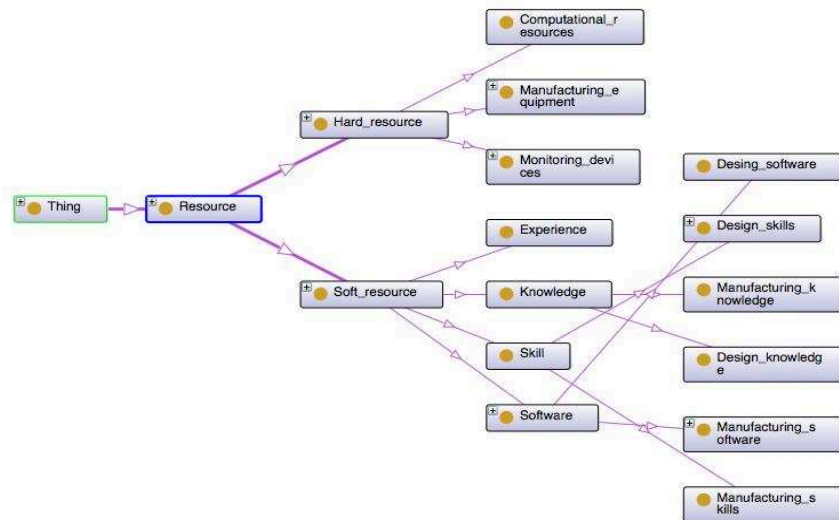 Computational_r
esources
Manufacturing_e
quipment
Hard_resource
Monitoring_devi
ces
Desing_software
Thing
Resource
Design_skills
Experience
Soft_resource
Knowledge
Manufacturing_k
nowledge
Skill
Design_knowledg
e
Software
Manufacturing_s
oftware
Manufacturing_s
kills